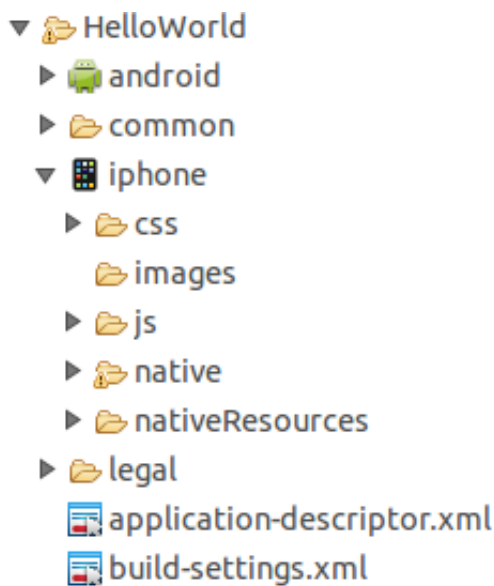 HelloWorld
android
common
iphone
css
images
js
native
nativeResources
legal
application-descriptor.xml
build-settings.xml